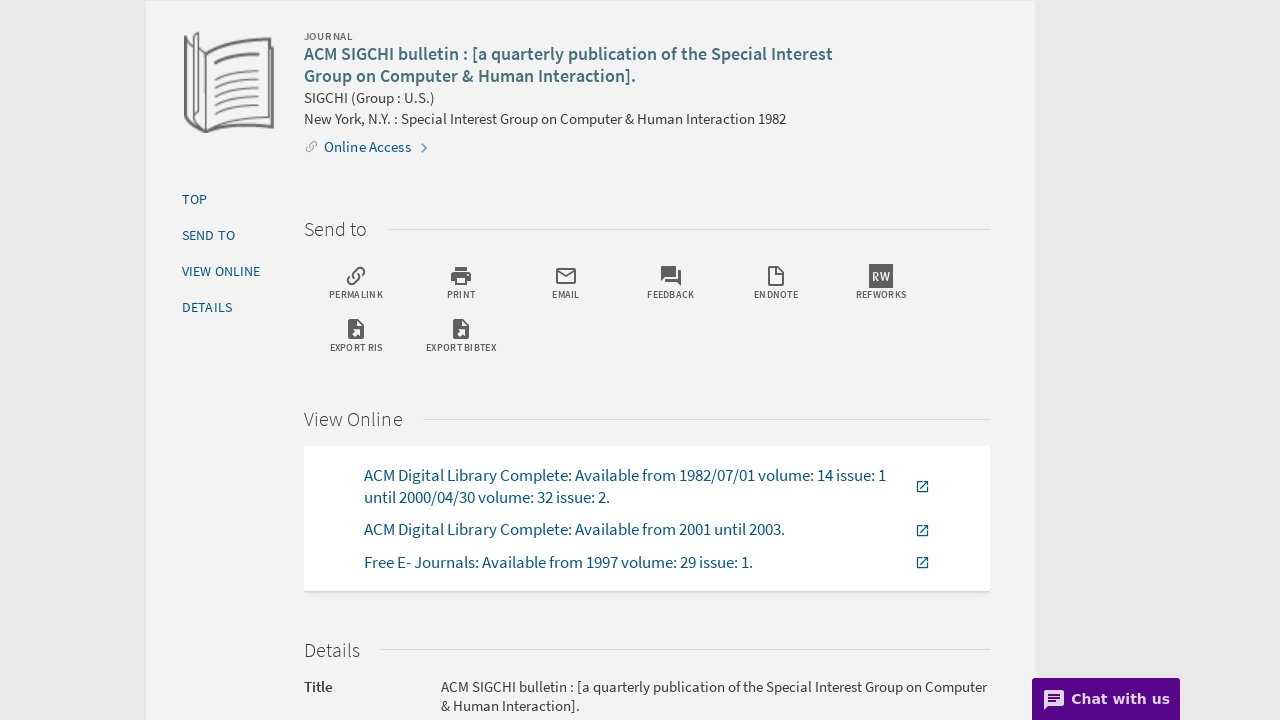 JOURNAL
ACM SIGCHI bulletin : [a quarterly publication of the Special Interest
Group on Computer & Human Interaction].
SIGCHI (Group : U.S.)
New York, N.Y. : Special Interest Group on Computer & Human Interaction 1982
Online Access
TOP
SEND TO
VIEW ONLINE
DETAILS
Send to
PERMALINK
PRINT
EMAIL
FEEDBACK
ENDNOTE
RW
REFWORKS
EXPORT RIS
EXPORT BIBTEX
View Online
ACM Digital Library Complete: Available from 1982/07/01 volume: 14 issue: 1
until 2000/04/30 volume: 32 issue: 2.
ACM Digital Library Complete: Available from 2001 until 2003.
Free E- Journals: Available from 1997 volume: 29 issue: 1.
Details
Title
ACM SIGCHI bulletin : [a quarterly publication of the Special Interest Group on Computer
& Human Interaction].
Chat with us